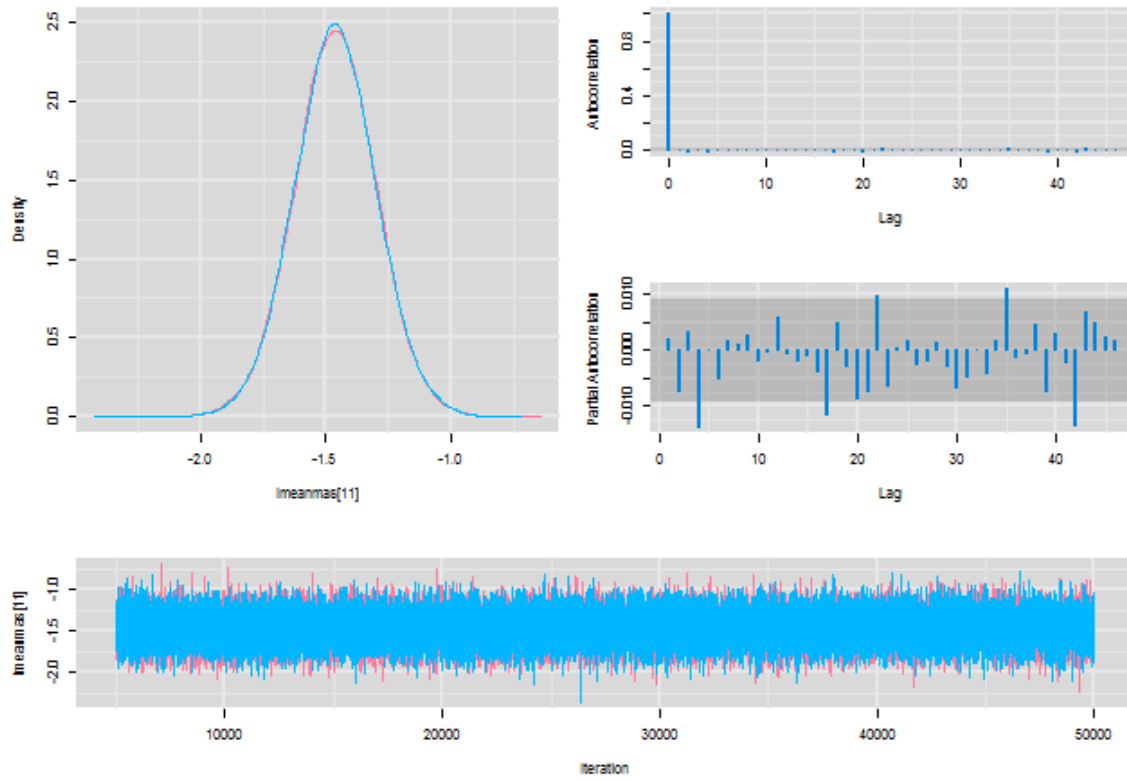 Density
2.5
2.0
1.5
1.0
0.5
0.0
-2.0 -1.5 -1.0
lmeanmas[11]
Autocorrelation
0.8
0.4
0.0
0 10 20 30 40
Lag
Partial Autocorrelation
0.010
0.000
-0.010
0 10 20 30 40
Lag
lmeanmas[11]
-1.0
-1.5
-2.0
10000 20000 30000 40000 50000
Iteration